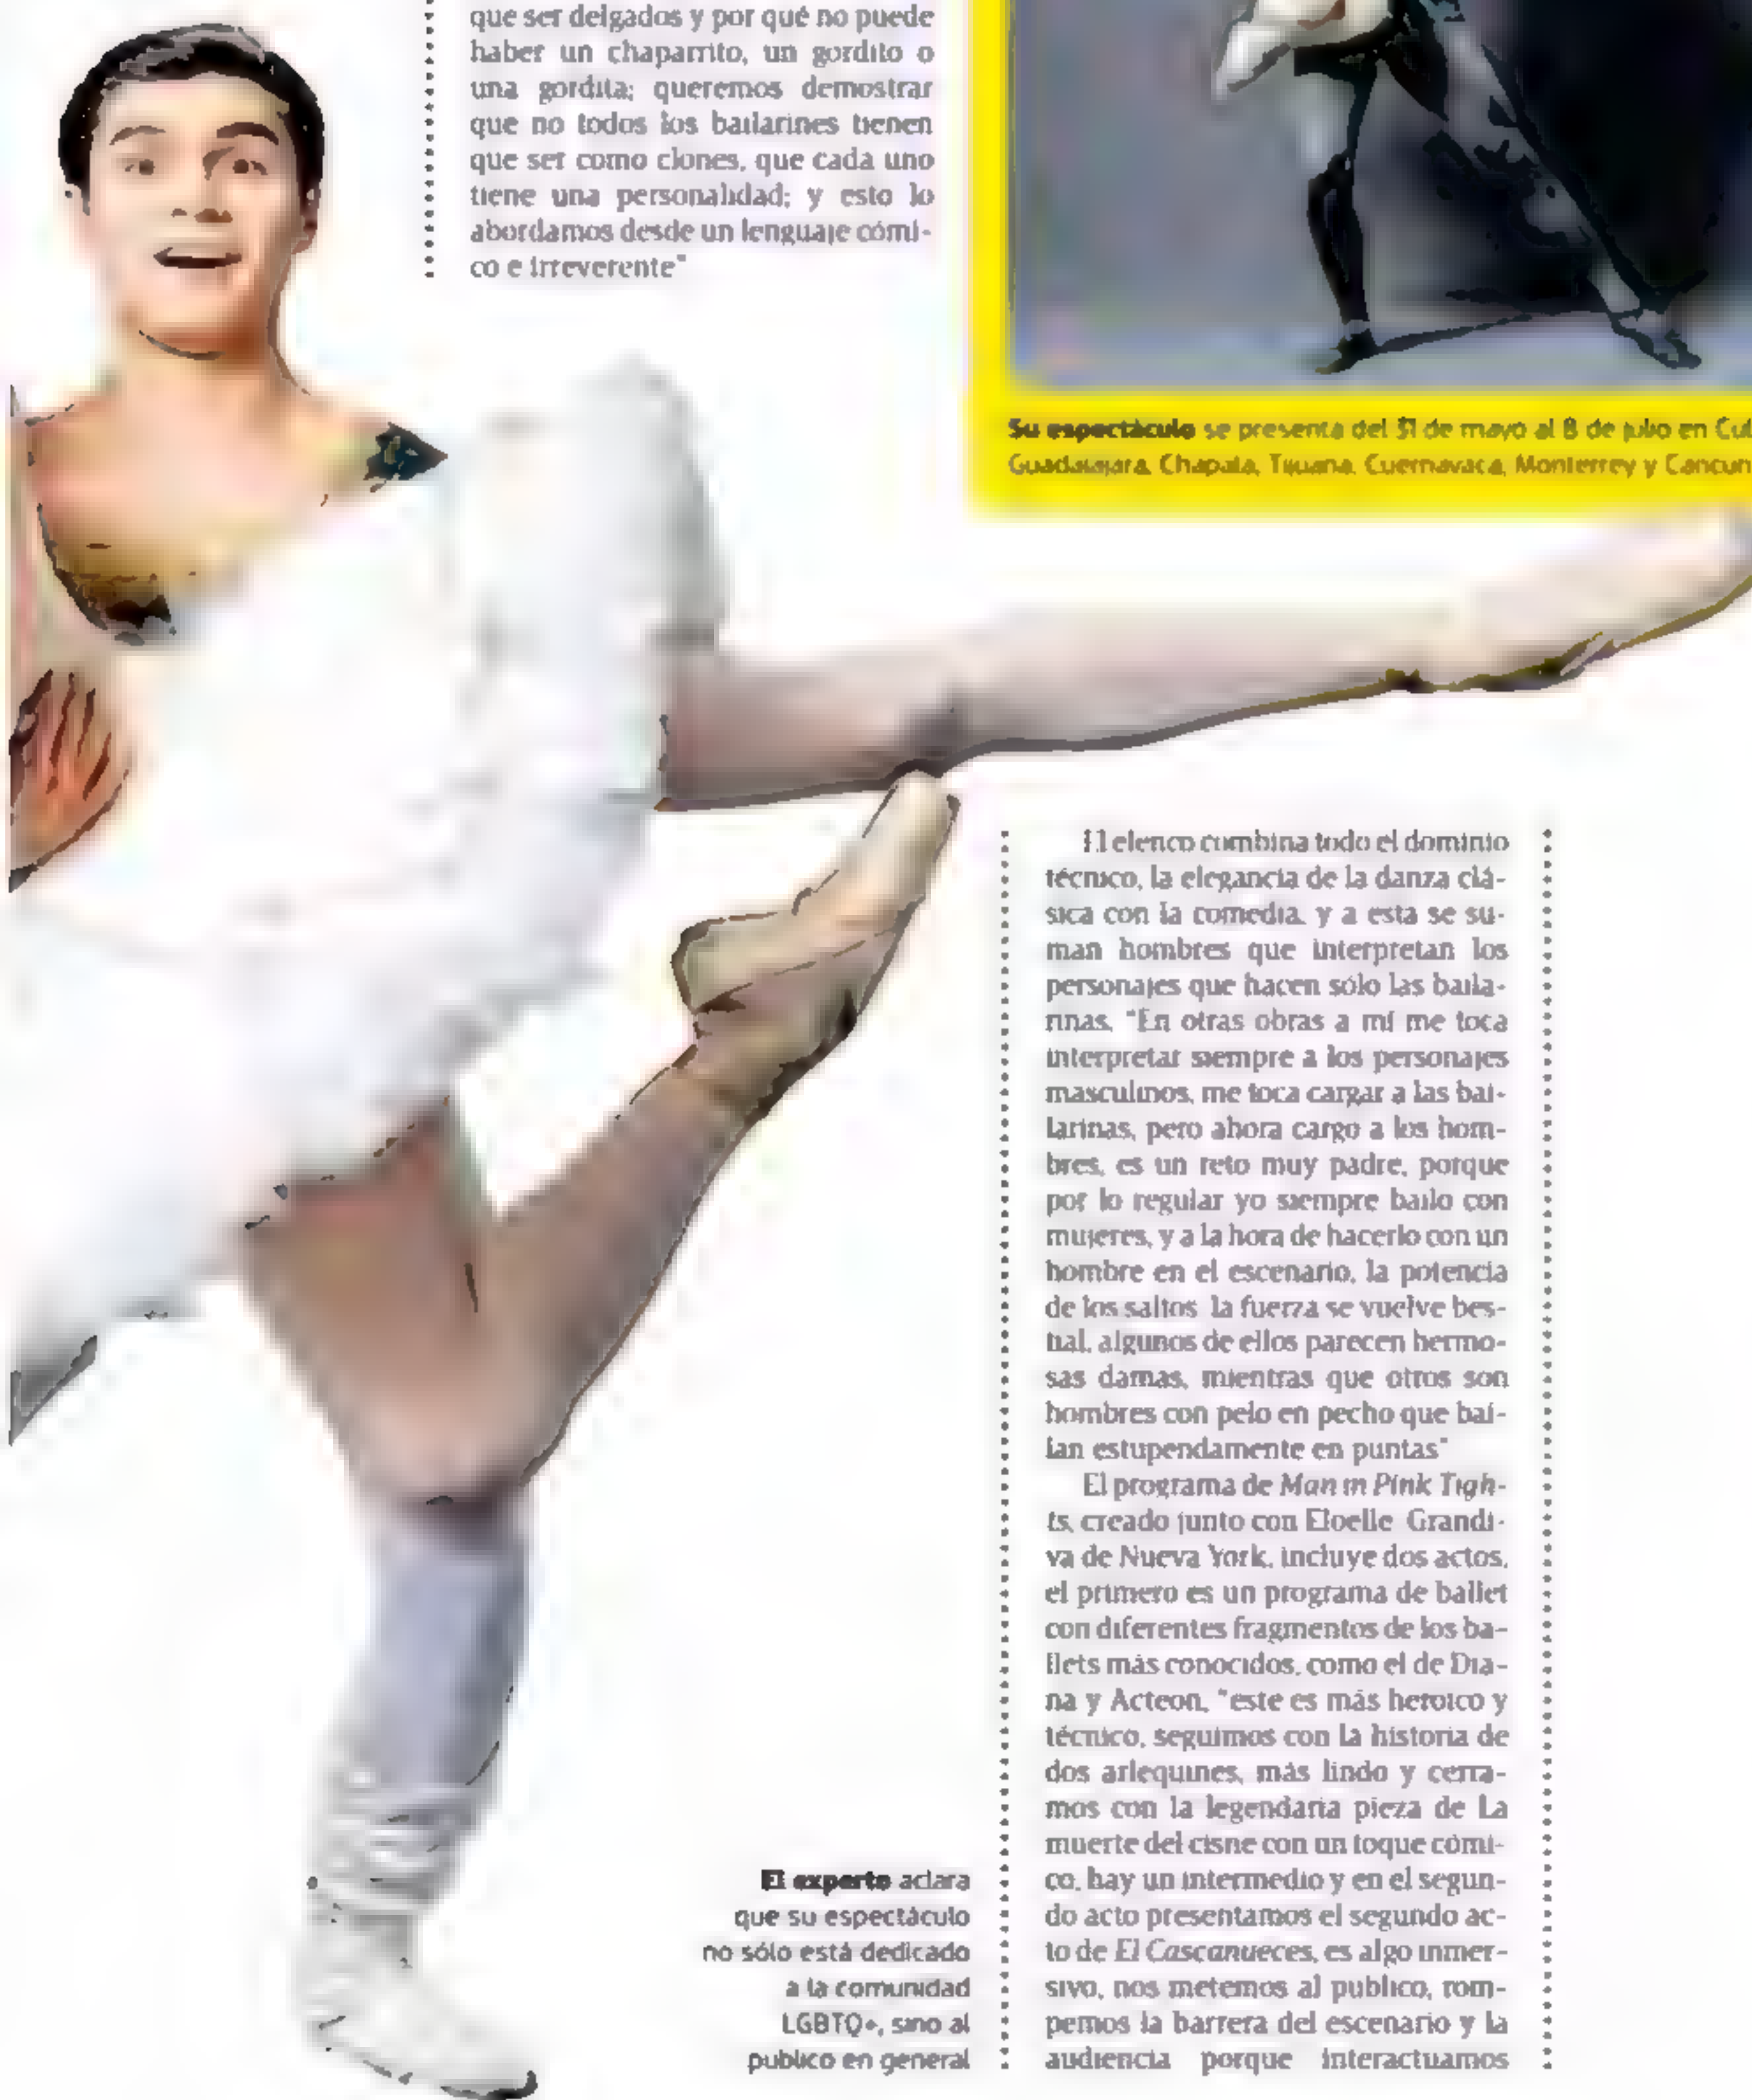 que ser delgados y por qué no puede
haber un chaparrito, un gordito o
una gordita; queremos demostrar
que no todos los bailarines tienen
que ser como clones, que cada uno
tiene una personalidad; y esto lo
abordamos desde un lenguaje cómi-
co e irreverente"
Su espectáculo se presenta del 31 de mayo al 8 de julio en Cul
Guadalajara, Chapala, Tijuana, Cuernavaca, Monterrey y Cancún
El elenco combina todo el dominio
técnico, la elegancia de la danza clá-
sica con la comedia, y a esta se su-
man hombres que interpretan los
personajes que hacen sólo las baila-
rinas. "En otras obras a mí me toca
interpretar siempre a los personajes
masculinos, me toca cargar a las bai-
larinas, pero ahora cargo a los hom-
bres, es un reto muy padre, porque
por lo regular yo siempre bailo con
mujeres, y a la hora de hacerlo con un
hombre en el escenario, la potencia
de los saltos, la fuerza se vuelve bes-
tial, algunos de ellos parecen hermo-
sas damas, mientras que otros son
hombres con pelo en pecho que bai-
lan estupendamente en puntas"
El programa de Man in Pink Tigh-
ts, creado junto con Eloelle Grandi-
va de Nueva York, incluye dos actos,
el primero es un programa de ballet
con diferentes fragmentos de los ba-
llets más conocidos, como el de Dia-
na y Acteon, "este es más heroico y
técnico, seguimos con la historia de
dos arlequines, más lindo y cerra-
mos con la legendaria pieza de La
muerte del cisne con un toque cómi-
co, hay un intermedio y en el segun-
do acto presentamos el segundo ac-
to de El Cascanueces, es algo inmer-
sivo, nos metemos al publico, rom-
pemos la barrera del escenario y la
audiencia porque interactuamos
El experto aclara
que su espectáculo
no sólo está dedicado
a la comunidad
LGBTQ+, sino al
publico en general